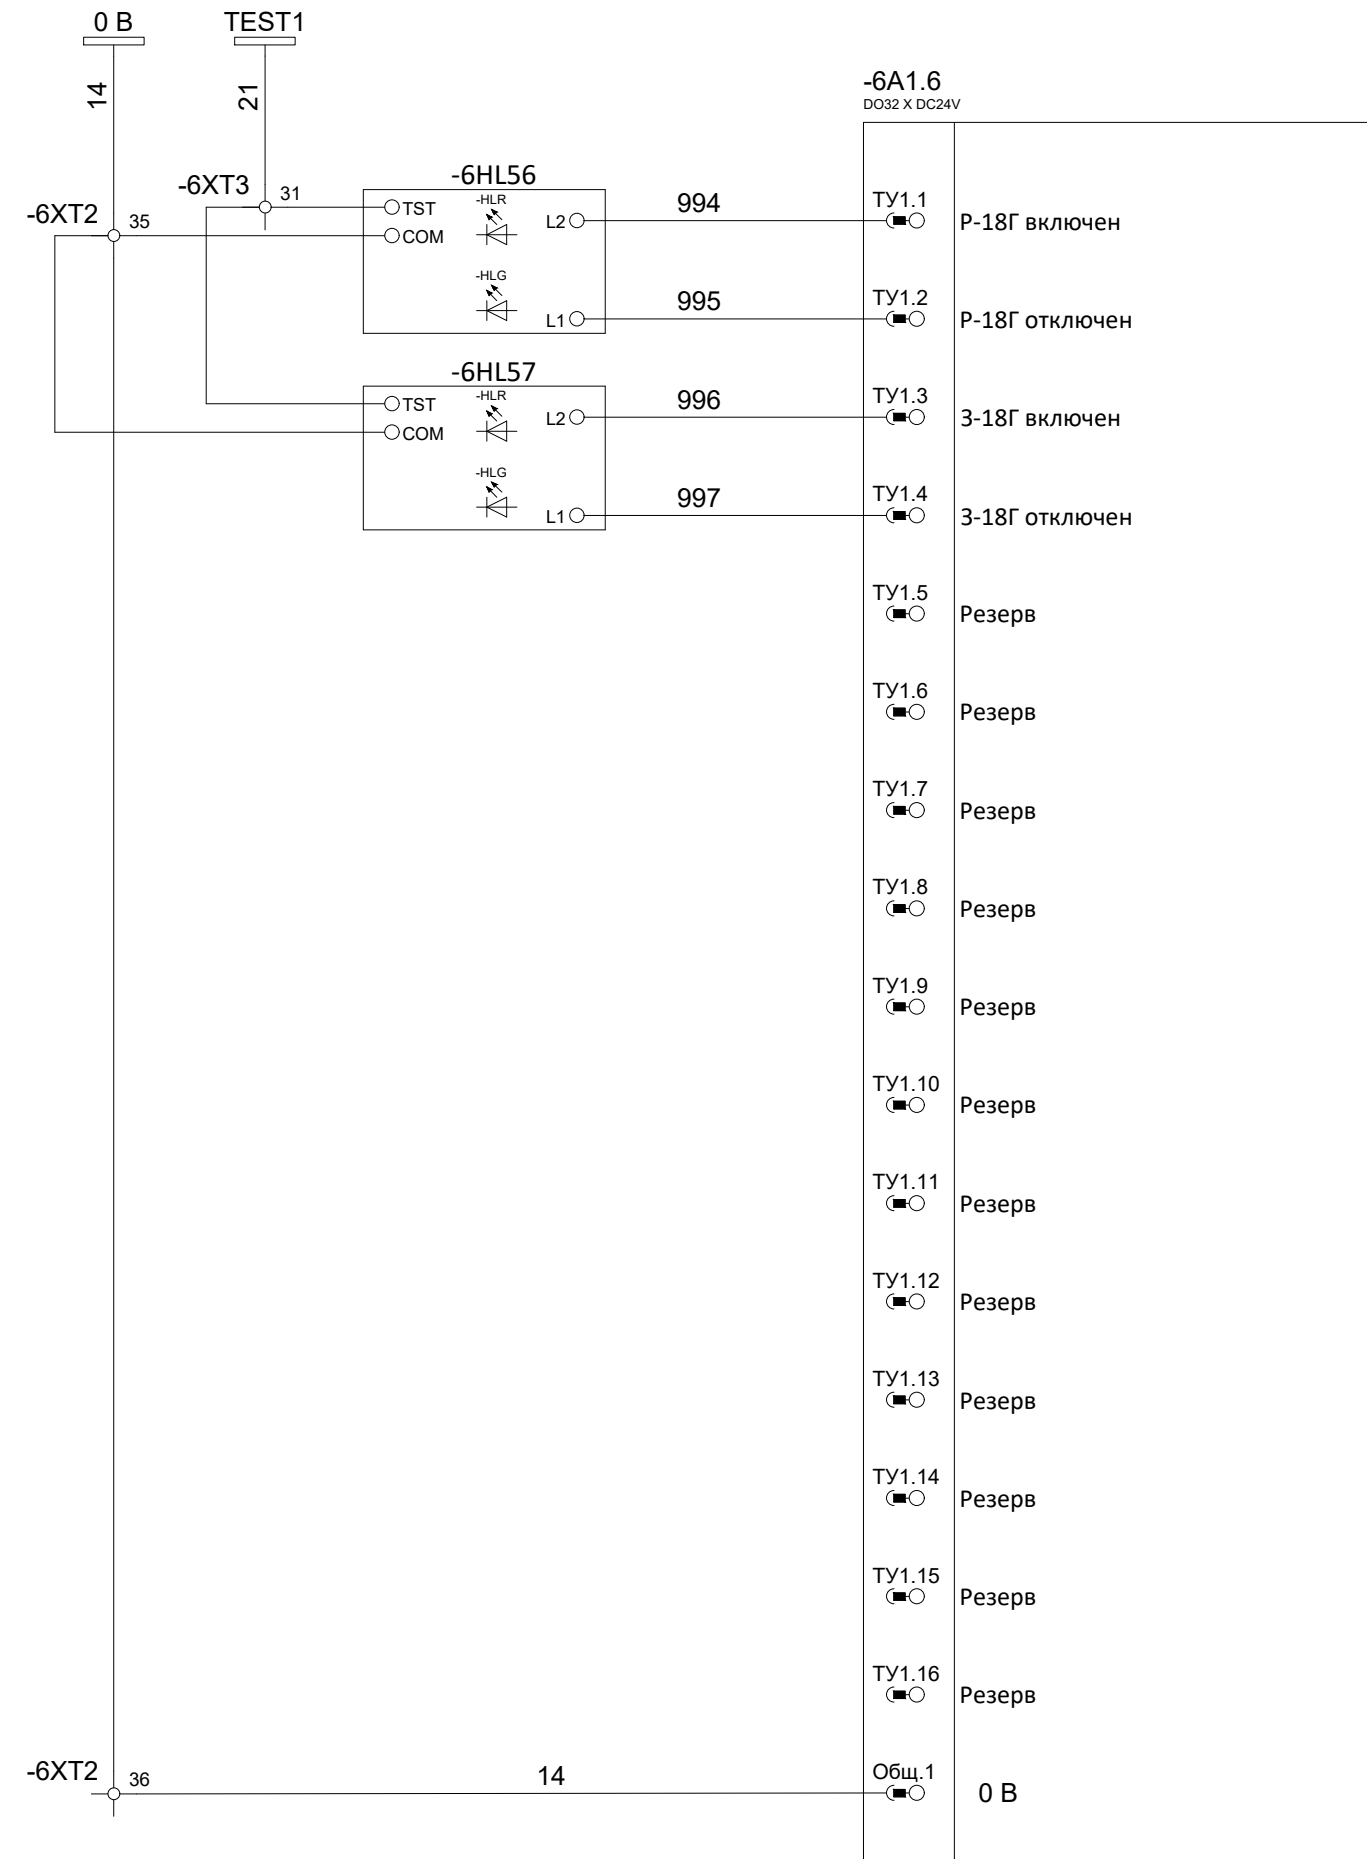 0 В
TEST1
14
21
-6A1.6
DO32 X DC24V
-6XT3
31
-6XT2
35
-6HL56
TST
COM
-HLR
-HLG
L2
L1
994
ТУ1.1
Р-18Г включен
995
ТУ1.2
Р-18Г отключен
-6HL57
TST
COM
-HLR
-HLG
L2
L1
996
ТУ1.3
З-18Г включен
997
ТУ1.4
З-18Г отключен
ТУ1.5
Резерв
ТУ1.6
Резерв
ТУ1.7
Резерв
ТУ1.8
Резерв
ТУ1.9
Резерв
ТУ1.10
Резерв
ТУ1.11
Резерв
ТУ1.12
Резерв
ТУ1.13
Резерв
ТУ1.14
Резерв
ТУ1.15
Резерв
ТУ1.16
Резерв
-6XT2
36
14
Общ.1
0 В